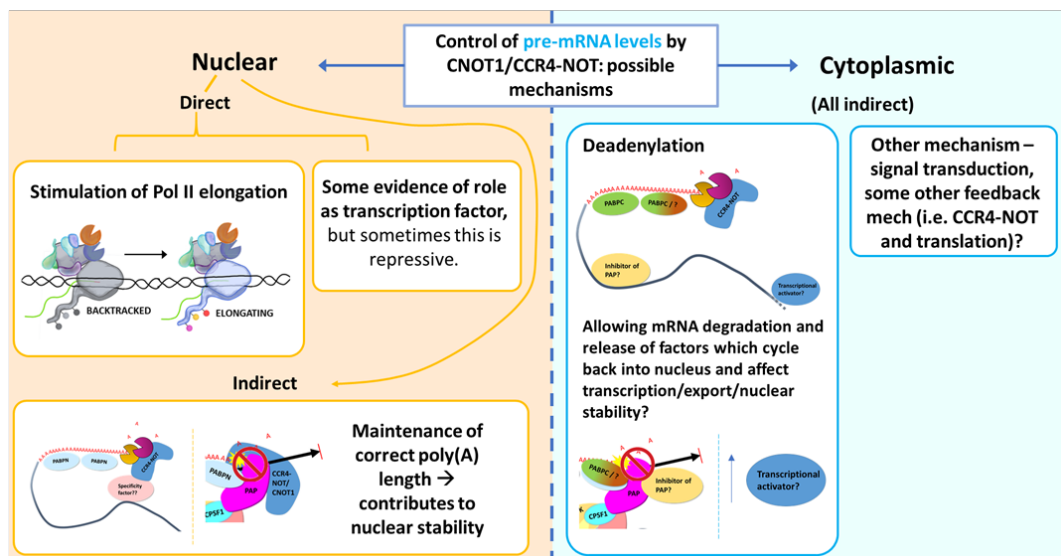 Control of pre-mRNA levels by
CNOT1/CCR4-NOT: possible
mechanisms
Nuclear
Direct
Stimulation of Pol II elongation
BACKTRACKED
ELONGATING
Some evidence of role
as transcription factor,
but sometimes this is
repressive.
Indirect
A
A
A
AAAAAAAAAAAAAA
PABPN
PABPN
CCR4-NOT
Specificity
factor??
A
A
A
PABPN
PAP
CCR4-
NOT/
CNOT1
CPSF1
Maintenance of
correct poly(A)
length →
contributes to
nuclear stability
Cytoplasmic
(All indirect)
Deadenylation
A
A
A
PABPC
PABPC / ?
CCR4-NOT
Inhibitor of
PAP?
Transcriptional
activator?
Allowing mRNA degradation and
release of factors which cycle
back into nucleus and affect
transcription/export/nuclear
stability?
A
A
A
PABPC / ?
PAP
Inhibitor of
PAP?
K
CPSF1
Transcriptional
activator?
Other mechanism –
signal transduction,
some other feedback
mech (i.e. CCR4-NOT
and translation)?